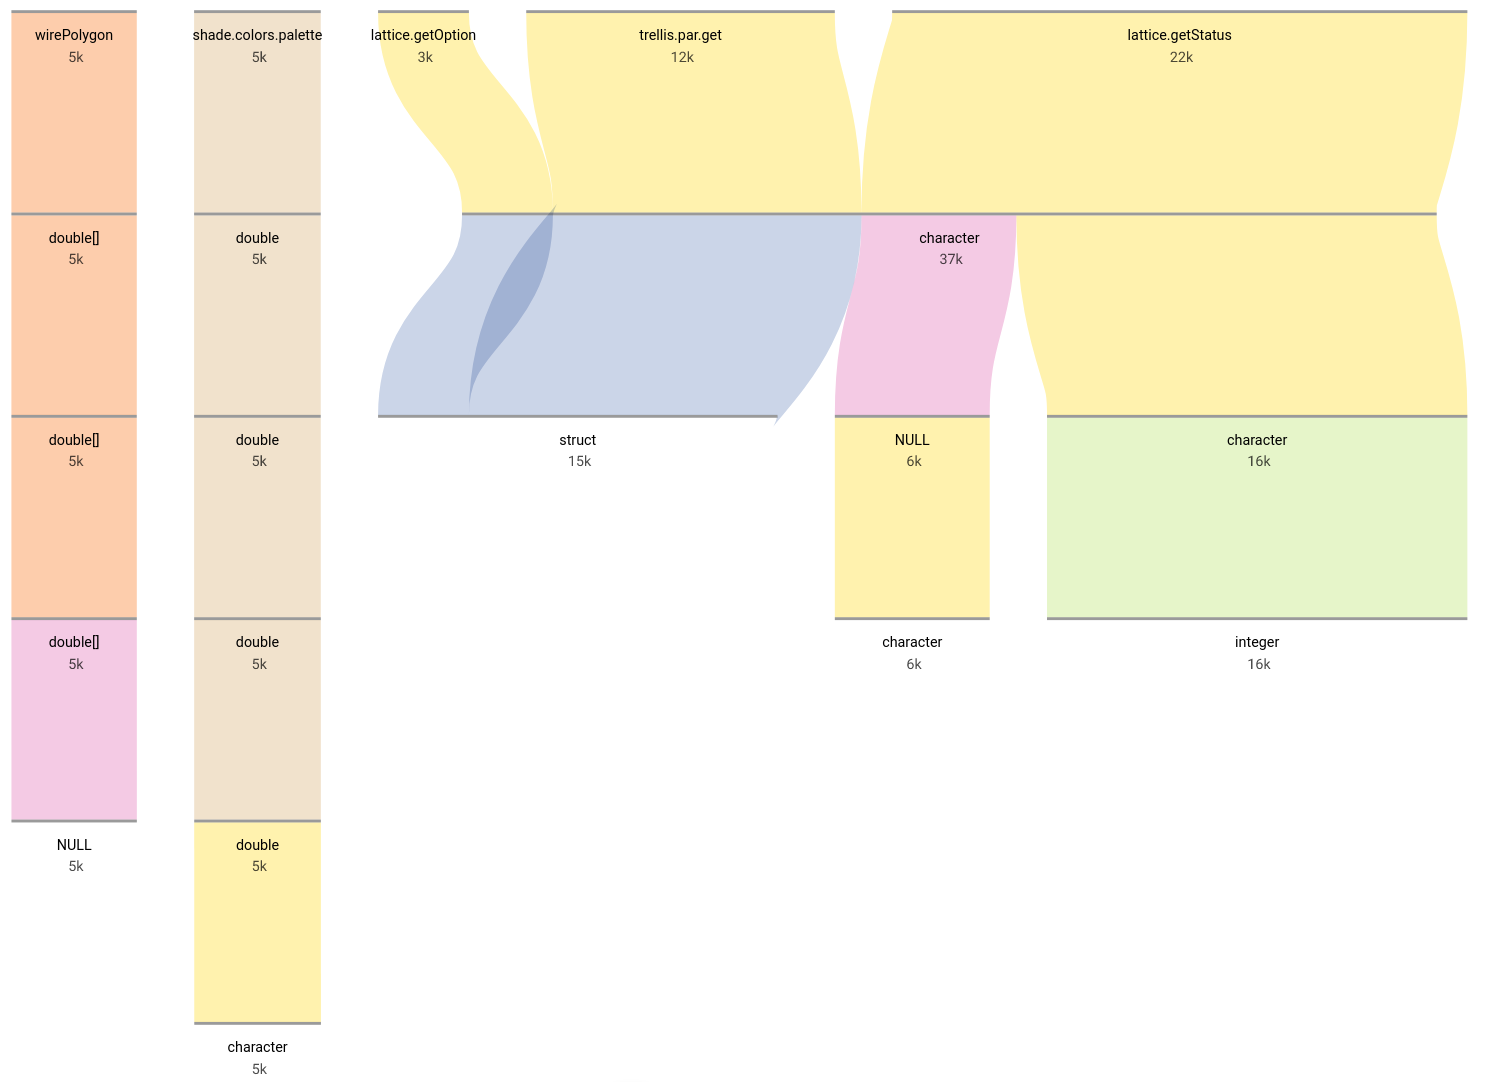 wirePolygon
5k
shade.colors.palette
5k
lattice.getOption
3k
trellis.par.get
12k
lattice.getStatus
22k
double[]
5k
double
5k
character
37k
double[]
5k
double
5k
struct
15k
NULL
6k
character
16k
double[]
5k
double
5k
character
6k
integer
16k
NULL
5k
double
5k
character
5k